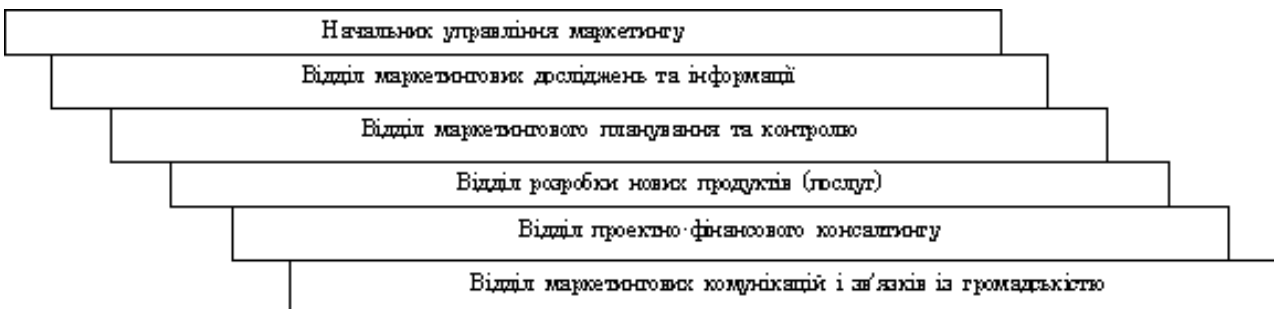 Начальник управління маркетингу
Відділ маркетингових досліджень та інформації
Відділ маркетингового планування та контролю
Відділ розробки нових продуктів (послуг)
Відділ проектно-фінансового консалтингу
Відділ маркетингових комунікацій і зв'язків із громадськістю